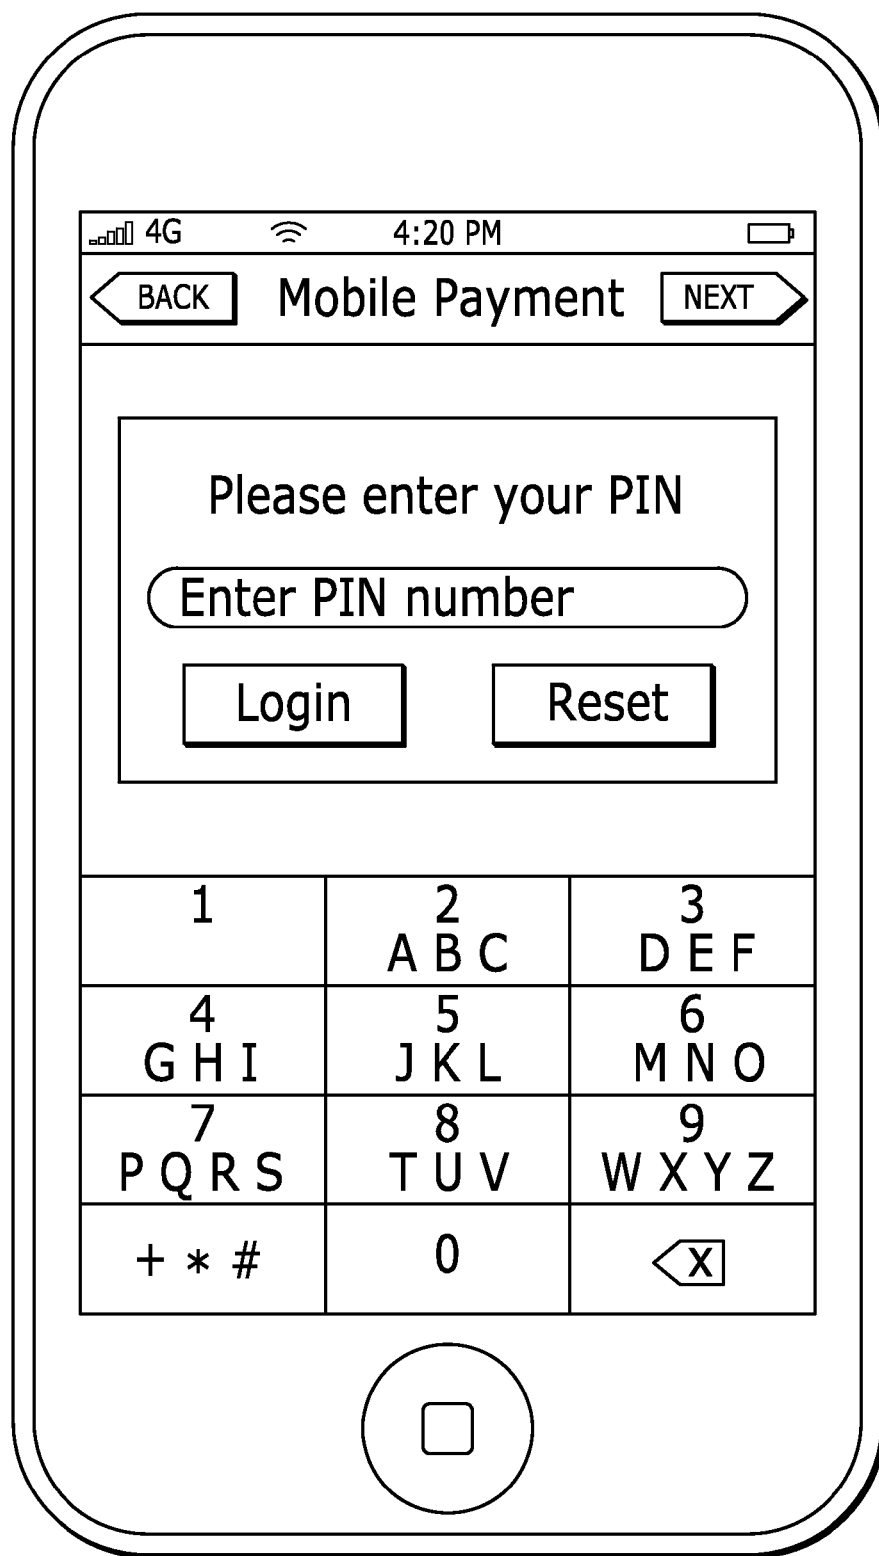 4G 4:20 PM
BACK Mobile Payment NEXT
Please enter your PIN
Enter PIN number
Login Reset
1 2 3
A B C D E F
4 5 6
G H I J K L M N O
7 8 9
P Q R S T U V W X Y Z
+ * # 0 X